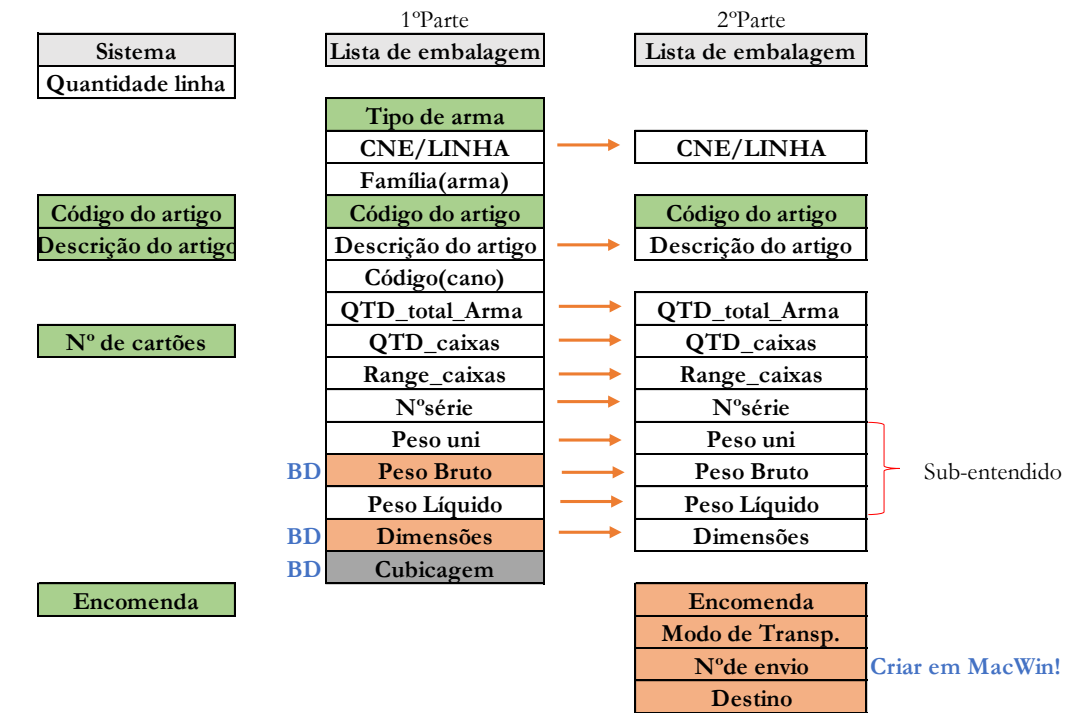 1ºParte 2ºParte
Sistema Lista de embalagem Lista de embalagem
Quantidade linha
Tipo de arma
CNE/LINHA CNE/LINHA
Família(arma)
Código do artigo Código do artigo Código do artigo
Descrição do artigo Descrição do artigo Descrição do artigo
Código(cano)
QTD_total_Arma QTD_total_Arma
Nº de cartões QTD_caixas QTD_caixas
Range_caixas Range_caixas
Nºsérie Nºsérie
Peso uni Peso uni
BD Peso Bruto Peso Bruto Sub-entendido
Peso Líquido Peso Líquido
BD Dimensões Dimensões
BD Cubicagem
Encomenda Encomenda
Modo de Transp.
Nºde envio Criar em MacWin!
Destino